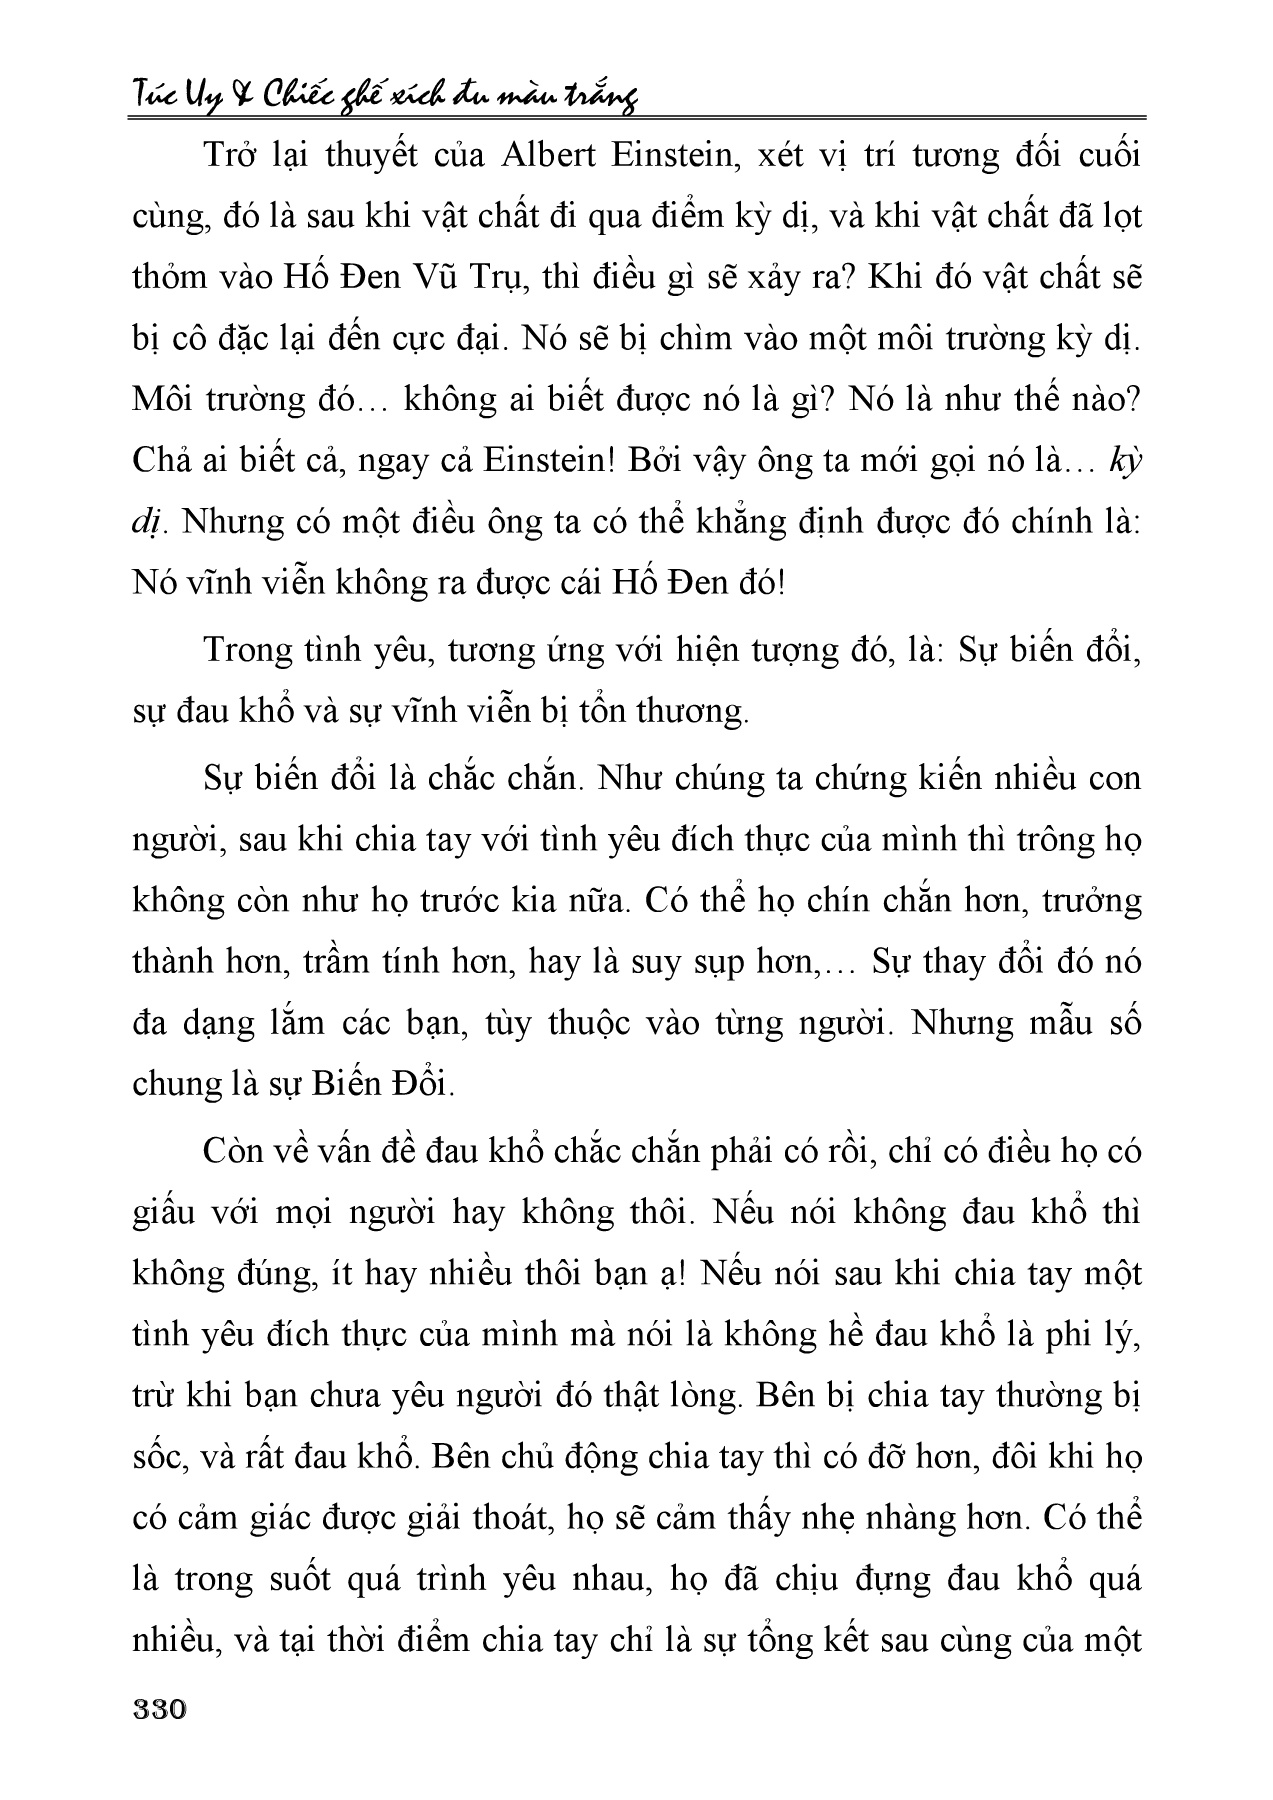 Túc Uy & Chiếc ghế xích đu màu trắng
Trở lại thuyết của Albert Einstein, xét vị trí tương đối cuối
cùng, đó là sau khi vật chất đi qua điểm kỳ dị, và khi vật chất đã lọt
thỏm vào Hố Đen Vũ Trụ, thì điều gì sẽ xảy ra? Khi đó vật chất sẽ
bị cô đặc lại đến cực đại. Nó sẽ bị chìm vào một môi trường kỳ dị.
Môi trường đó… không ai biết được nó là gì? Nó là như thế nào?
Chả ai biết cả, ngay cả Einstein! Bởi vậy ông ta mới gọi nó là… kỳ
dị. Nhưng có một điều ông ta có thể khẳng định được đó chính là:
Nó vĩnh viễn không ra được cái Hố Đen đó!
Trong tình yêu, tương ứng với hiện tượng đó, là: Sự biến đổi,
sự đau khổ và sự vĩnh viễn bị tổn thương.
Sự biến đổi là chắc chắn. Như chúng ta chứng kiến nhiều con
người, sau khi chia tay với tình yêu đích thực của mình thì trông họ
không còn như họ trước kia nữa. Có thể họ chín chắn hơn, trưởng
thành hơn, trầm tính hơn, hay là suy sụp hơn,… Sự thay đổi đó nó
đa dạng lắm các bạn, tùy thuộc vào từng người. Nhưng mẫu số
chung là sự Biến Đổi.
Còn về vấn đề đau khổ chắc chắn phải có rồi, chỉ có điều họ có
giấu với mọi người hay không thôi. Nếu nói không đau khổ thì
không đúng, ít hay nhiều thôi bạn ạ! Nếu nói sau khi chia tay một
tình yêu đích thực của mình mà nói là không hề đau khổ là phi lý,
trừ khi bạn chưa yêu người đó thật lòng. Bên bị chia tay thường bị
sốc, và rất đau khổ. Bên chủ động chia tay thì có đỡ hơn, đôi khi họ
có cảm giác được giải thoát, họ sẽ cảm thấy nhẹ nhàng hơn. Có thể
là trong suốt quá trình yêu nhau, họ đã chịu đựng đau khổ quá
nhiều, và tại thời điểm chia tay chỉ là sự tổng kết sau cùng của một
330